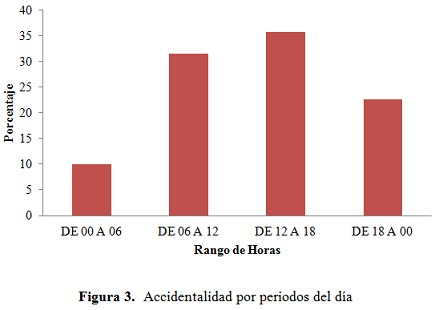 40
35
30
25
20
15
10
5
0
Porcentaje
DE 00 A 06 DE 06 A 12 DE 12 A 18 DE 18 A 00
Rango de Horas
Figura 3. Accidentalidad por periodos del día